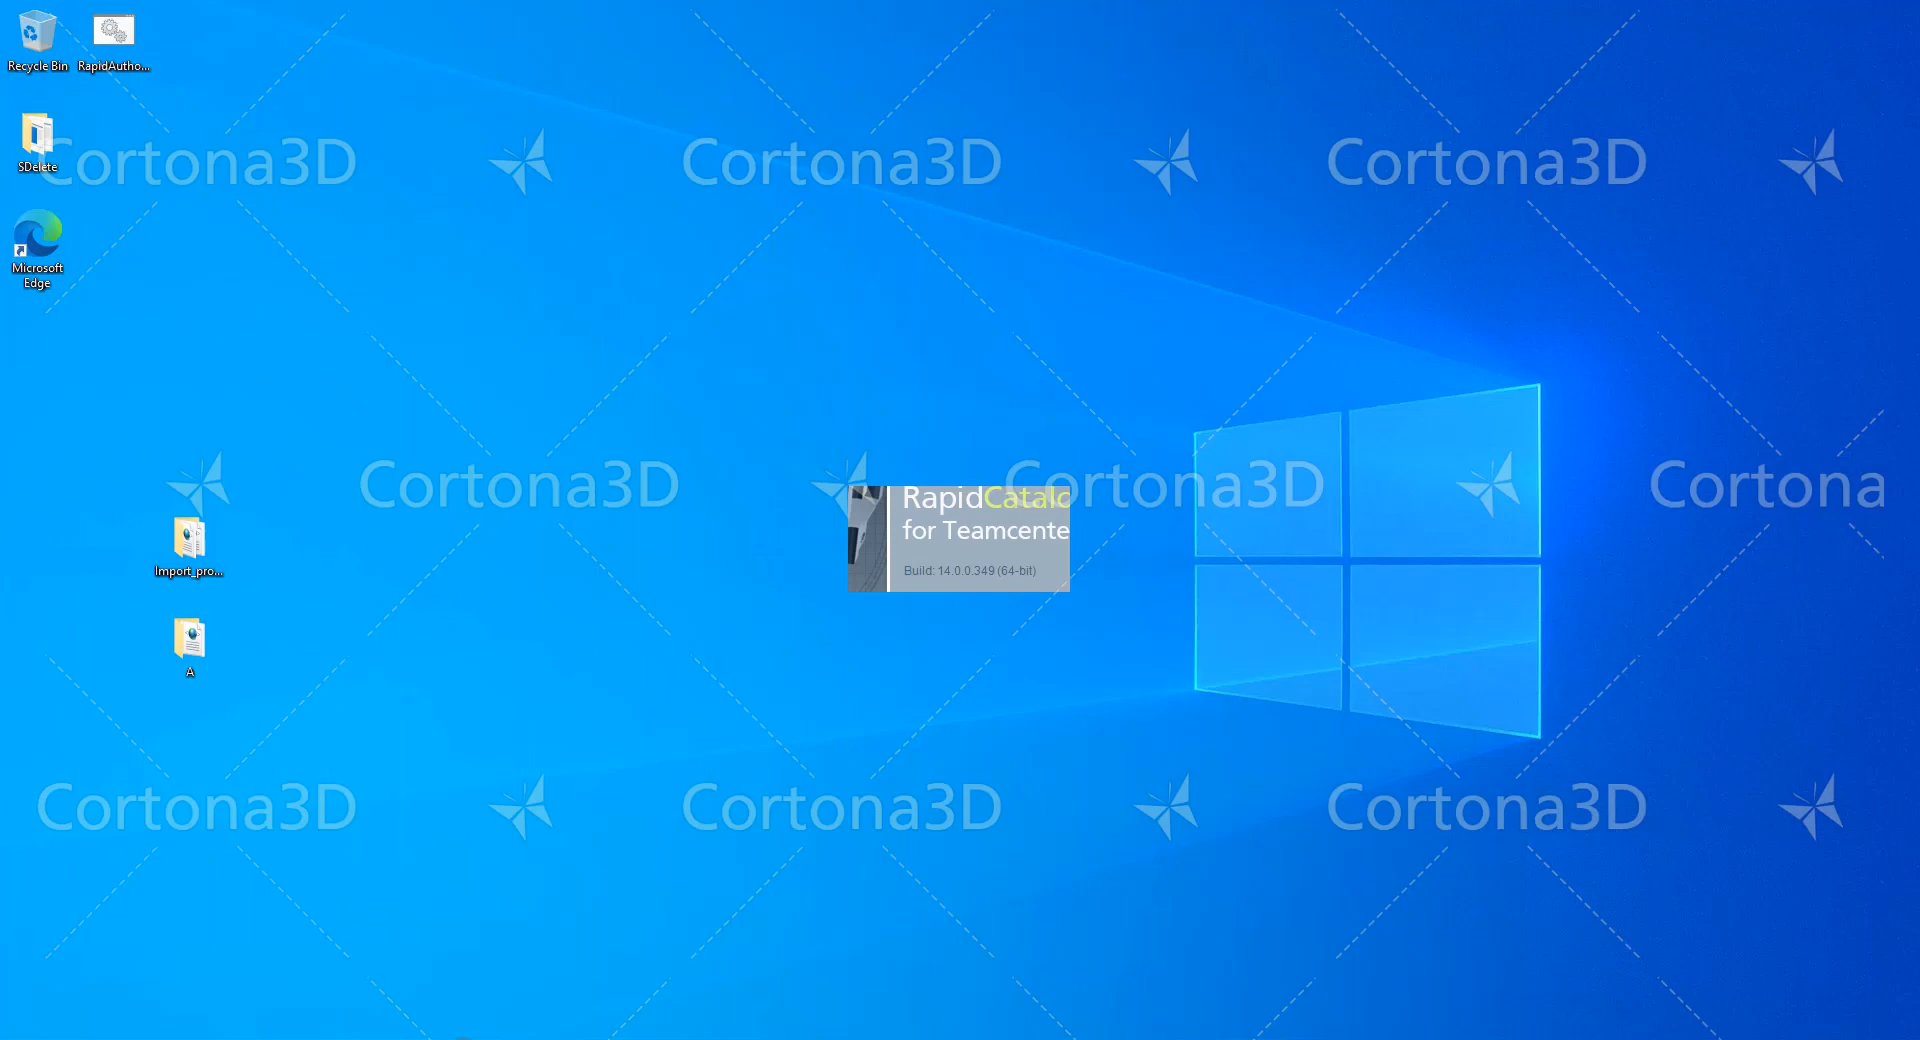 Recycle Bin
RapidAutho...
Cortona3D
Cortona3D
Cortona3D
SDelete
Microsoft
Edge
Cortona3D
Cortona3D
Cortona
RapidCatalo
for Teamcente
Build: 14.0.0.349 (64-bit)
Import_pro...
A
Cortona3D
Cortona3D
Cortona3D